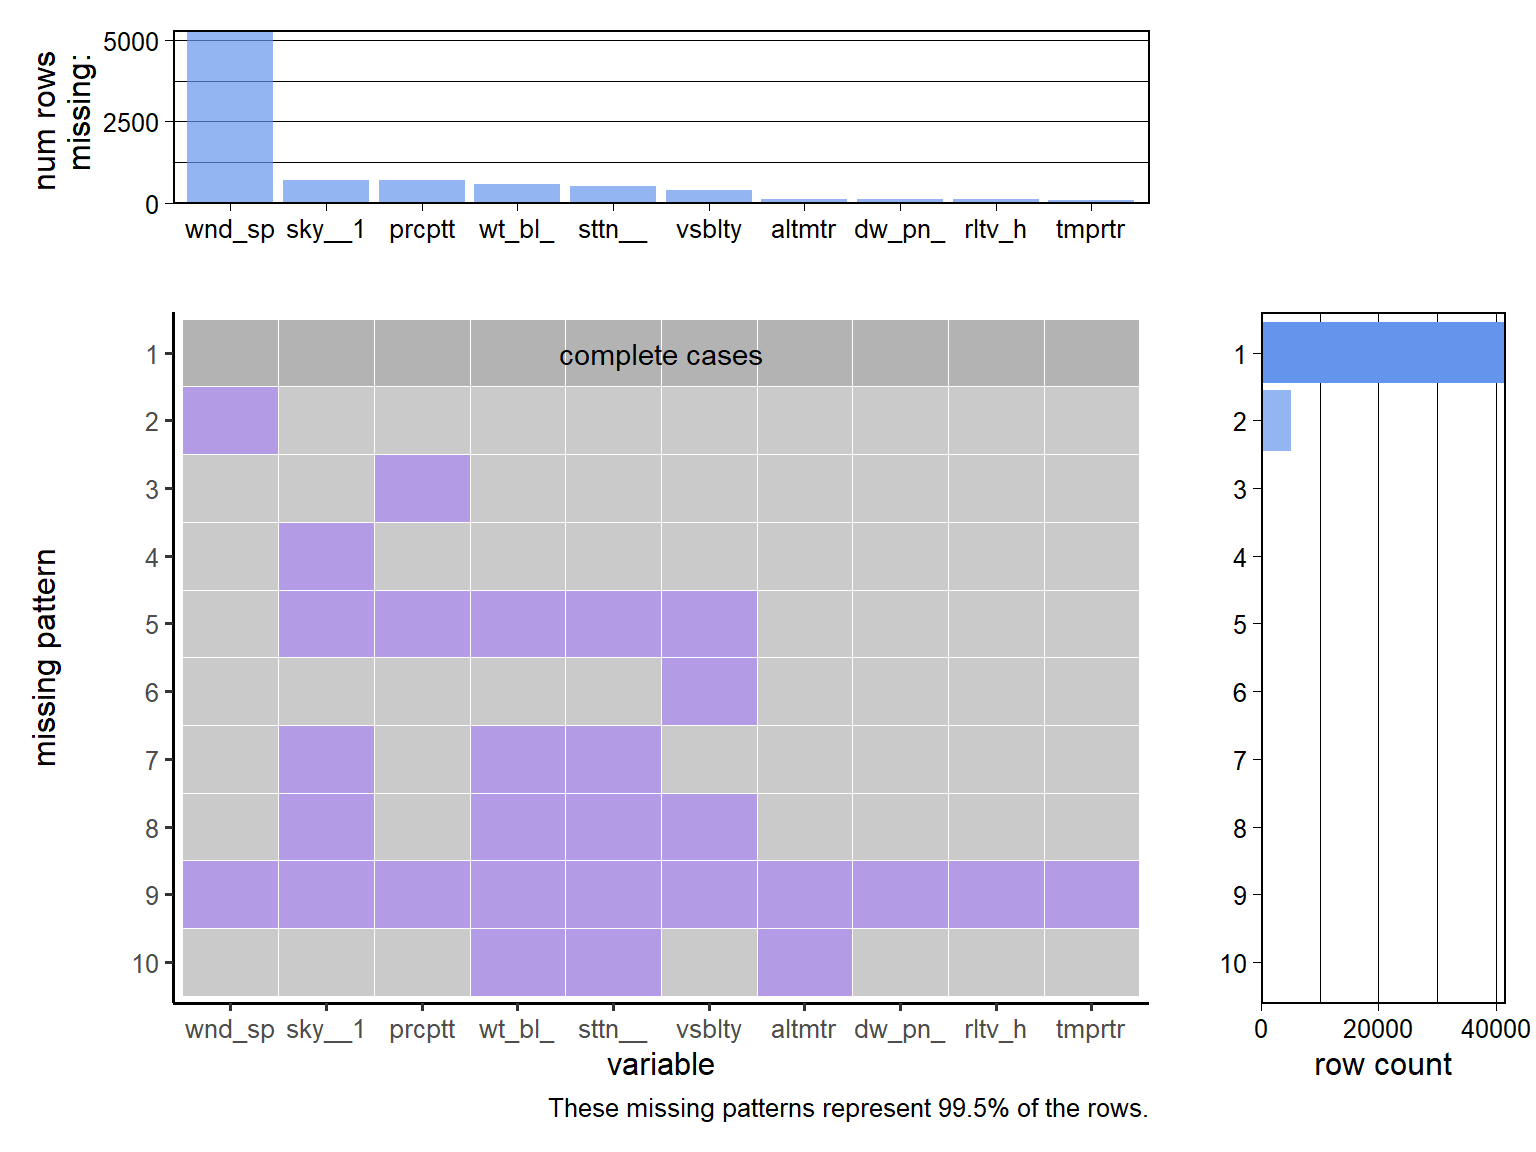 num rows
missing:
5000
2500
0
wnd_sp sky__1 prcptt wt_bl_ sttn__ vsblty altmtr dw_pn_ rltv_h tmprtr
missing pattern
1
2
3
4
5
6
7
8
9
10
complete cases
wnd_sp sky__1 prcptt wt_bl_ sttn__ vsblty altmtr dw_pn_ rltv_h tmprtr
variable
These missing patterns represent 99.5% of the rows.
1
2
3
4
5
6
7
8
9
10
0 20000 40000
row count